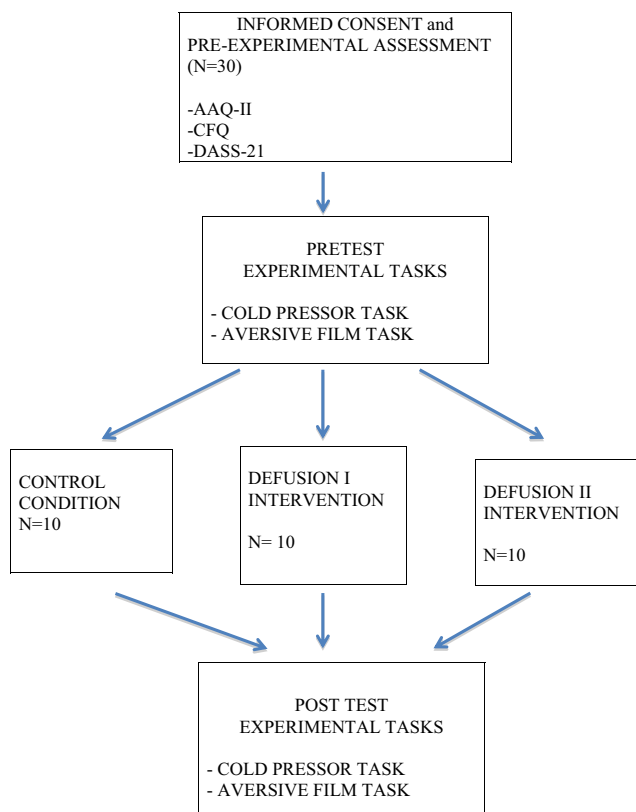 INFORMED CONSENT and
PRE-EXPERIMENTAL ASSESSMENT
(N=30)
-AAQ-II
-CFQ
-DASS-21
PRETEST
EXPERIMENTAL TASKS
- COLD PRESSOR TASK
- AVERSIVE FILM TASK
CONTROL
CONDITION
N=10
DEFUSION I
INTERVENTION
N= 10
DEFUSION II
INTERVENTION
N=10
POST TEST
EXPERIMENTAL TASKS
- COLD PRESSOR TASK
- AVERSIVE FILM TASK